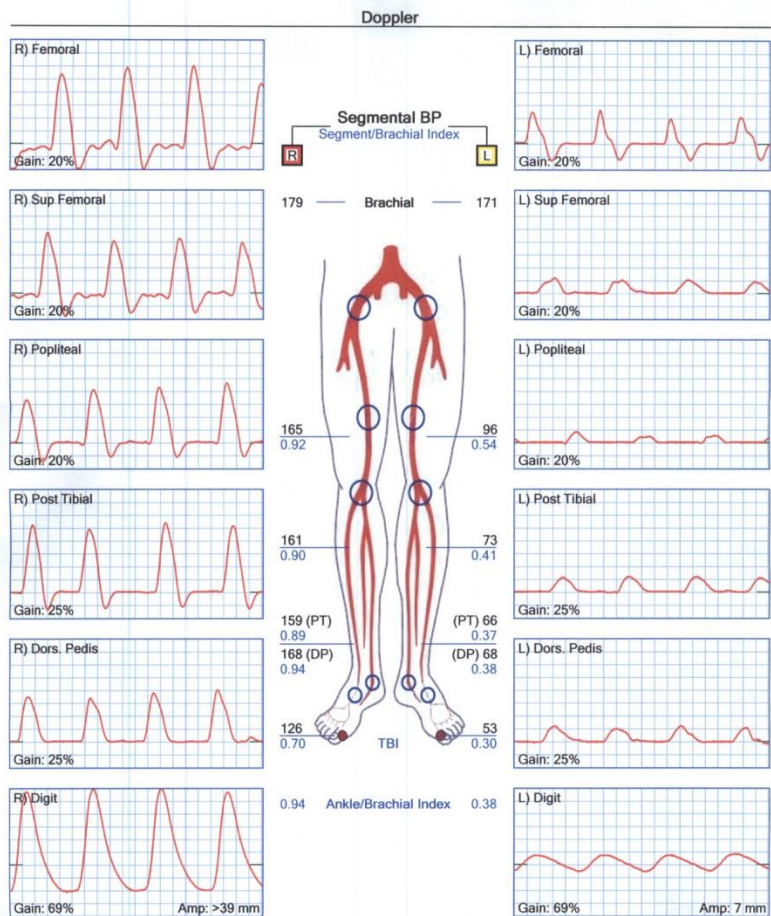 Doppler
R) Femoral
Gain: 20%
R) Sup Femoral
Gain: 20%
R) Popliteal
Gain: 20%
R) Post Tibial
Gain: 25%
R) Dors. Pedis
Gain: 25%
R) Digit
Gain: 69% Amp: >39 mm
Segmental BP
Segment/Brachial Index
R L
179 Brachial 171
165 96
0.92 0.54
161 73
0.90 0.41
159 (PT) (PT) 66
0.89 0.37
168 (DP) (DP) 68
0.94 0.38
126 53
0.70 TBI 0.30
0.94 Ankle/Brachial Index 0.38
L) Femoral
Gain: 20%
L) Sup Femoral
Gain: 20%
L) Popliteal
Gain: 20%
L) Post Tibial
Gain: 25%
L) Dors. Pedis
Gain: 25%
L) Digit
Gain: 69% Amp: 7 mm